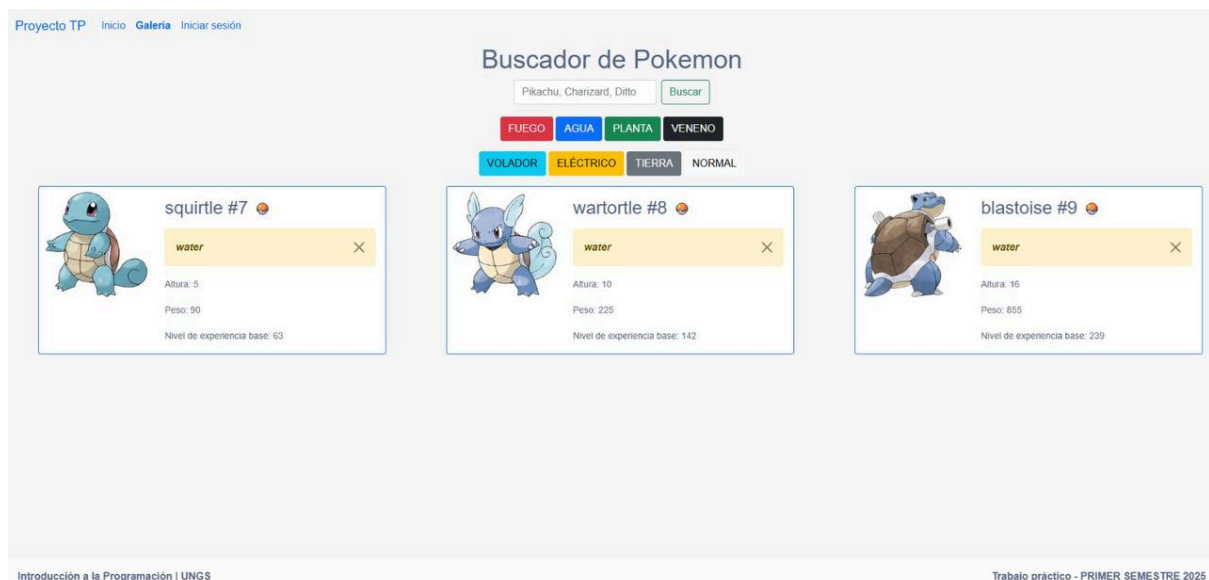 Proyecto TP Inicio Galería Iniciar sesión
Buscador de Pokemon
Pikachu, Charizard, Ditto Buscar
FUEGO AGUA PLANTA VENENO
VOLADOR ELÉCTRICO TIERRA NORMAL
squirtle #7
water
Altura: 5
Peso: 90
Nivel de experiencia base: 63
wartortle #8
water
Altura: 10
Peso: 225
Nivel de experiencia base: 142
blastoise #9
water
Altura: 16
Peso: 855
Nivel de experiencia base: 239
Introducción a la Programación | UNGS
Trabajo práctico - PRIMER SEMESTRE 2025